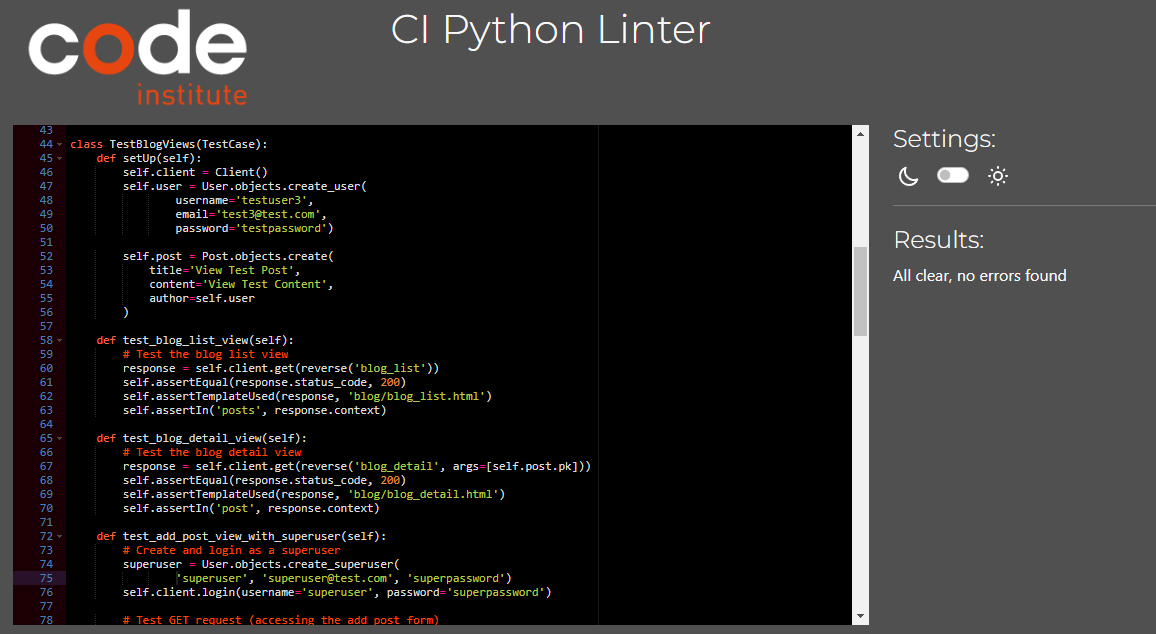 code
institute
CI Python Linter
43
44 class TestBlogViews(TestCase):
45     def setUp(self):
46         self.client = Client()
47         self.user = User.objects.create_user(
48                 username='testuser3',
49                 email='test3@test.com',
50                 password='testpassword')
51
52         self.post = Post.objects.create(
53             title='View Test Post',
54             content='View Test Content',
55             author=self.user
56         )
57
58     def test_blog_list_view(self):
59         # Test the blog list view
60         response = self.client.get(reverse('blog_list'))
61         self.assertEqual(response.status_code, 200)
62         self.assertTemplateUsed(response, 'blog/blog_list.html')
63         self.assertIn('posts', response.context)
64
65     def test_blog_detail_view(self):
66         # Test the blog detail view
67         response = self.client.get(reverse('blog_detail', args=[self.post.pk]))
68         self.assertEqual(response.status_code, 200)
69         self.assertTemplateUsed(response, 'blog/blog_detail.html')
70         self.assertIn('post', response.context)
71
72     def test_add_post_view_with_superuser(self):
73         # Create and login as a superuser
74         superuser = User.objects.create_superuser(
75                 'superuser', 'superuser@test.com', 'superpassword')
76         self.client.login(username='superuser', password='superpassword')
77
78         # Test GET request (accessing the add post form)
Settings:
Results:
All clear, no errors found